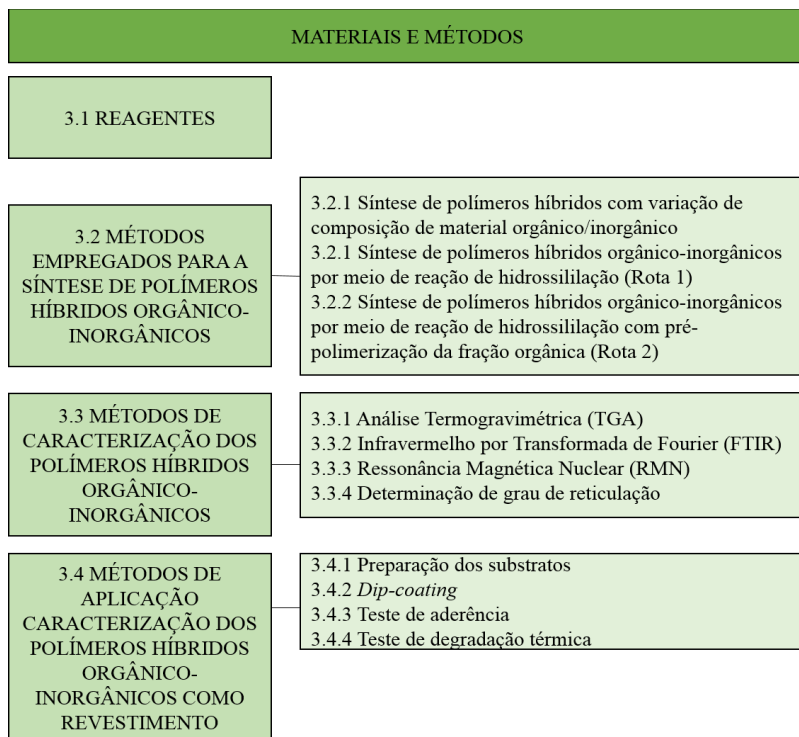 MATERIAIS E MÉTODOS
3.1 REAGENTES
3.2 MÉTODOS
EMPREGADOS PARA A
SÍNTESE DE POLÍMEROS
HÍBRIDOS ORGÂNICO-
INORGÂNICOS
3.2.1 Síntese de polímeros híbridos com variação de
composição de material orgânico/inorgânico
3.2.1 Síntese de polímeros híbridos orgânico-inorgânicos
por meio de reação de hidrossililação (Rota 1)
3.2.2 Síntese de polímeros híbridos orgânico-inorgânicos
por meio de reação de hidrossililação com pré-
polimerização da fração orgânica (Rota 2)
3.3 MÉTODOS DE
CARACTERIZAÇÃO DOS
POLÍMEROS HÍBRIDOS
ORGÂNICO-
INORGÂNICOS
3.3.1 Análise Termogravimétrica (TGA)
3.3.2 Infravermelho por Transformada de Fourier (FTIR)
3.3.3 Ressonância Magnética Nuclear (RMN)
3.3.4 Determinação de grau de reticulação
3.4 MÉTODOS DE
APLICAÇÃO
CARACTERIZAÇÃO DOS
POLÍMEROS HÍBRIDOS
ORGÂNICO-
INORGÂNICOS COMO
REVESTIMENTO
3.4.1 Preparação dos substratos
3.4.2 Dip-coating
3.4.3 Teste de aderência
3.4.4 Teste de degradação térmica